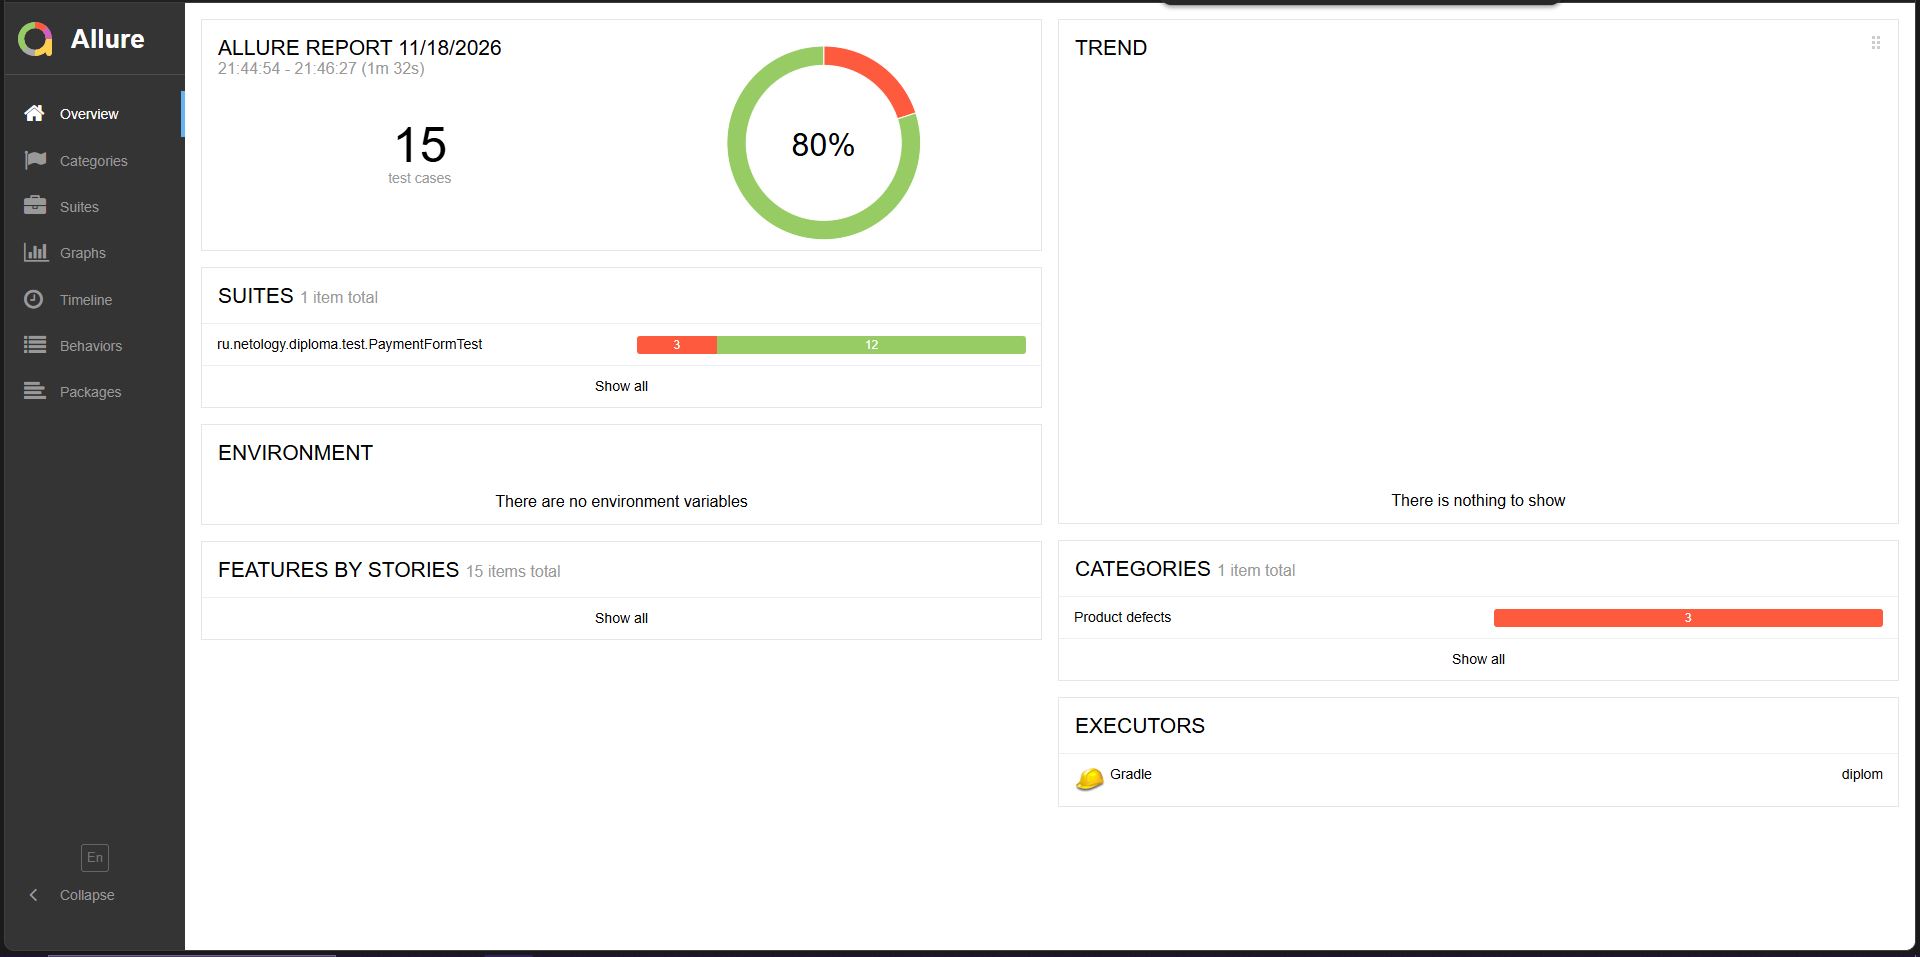 Allure
Overview
Categories
Suites
Graphs
Timeline
Behaviors
Packages
En
Collapse
ALLURE REPORT 11/18/2026
21:44:54 - 21:46:27 (1m 32s)
15
test cases
80%
SUITES 1 item total
ru.netology.diploma.test.PaymentFormTest 3 12
Show all
ENVIRONMENT
There are no environment variables
FEATURES BY STORIES 15 items total
Show all
TREND
There is nothing to show
CATEGORIES 1 item total
Product defects 3
Show all
EXECUTORS
Gradle diplom